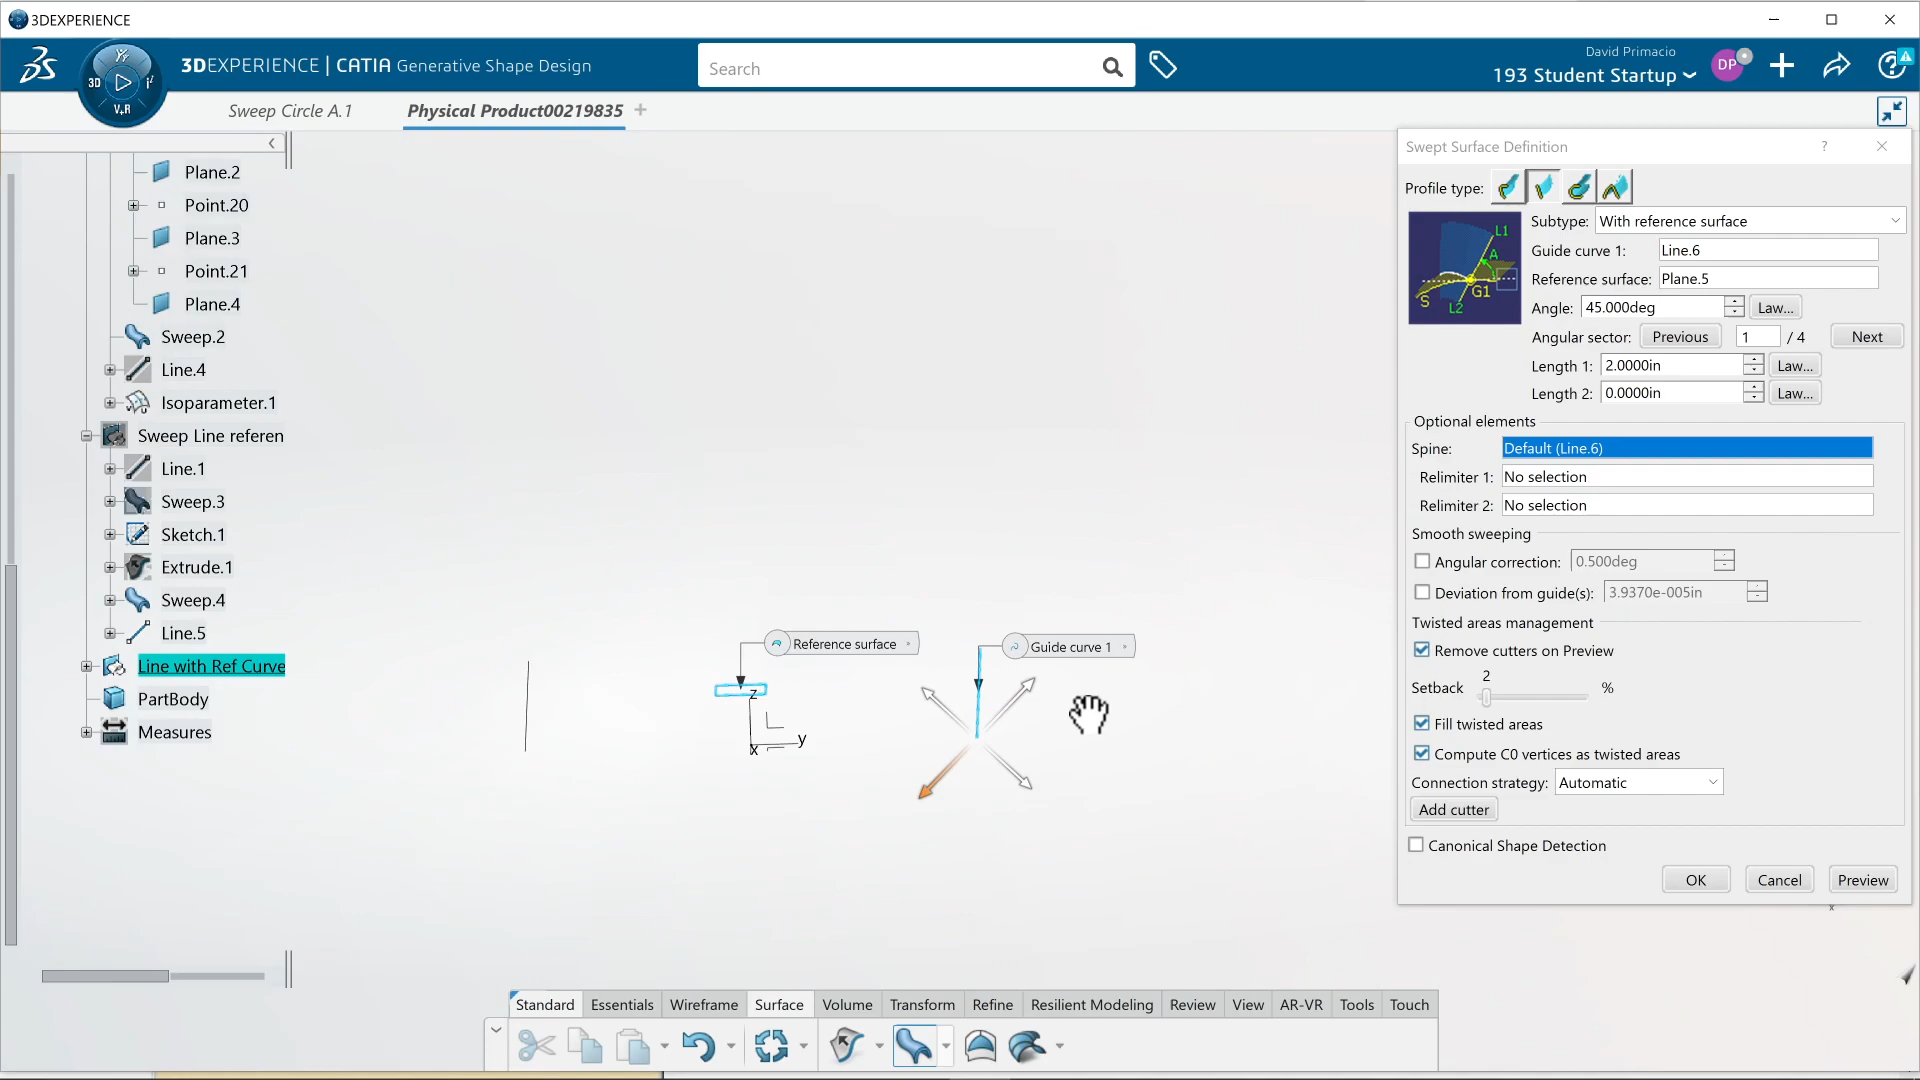 3DEXPERIENCE
3DEXPERIENCE | CATIA Generative Shape Design
3D
V.R
Search
David Primacio
193 Student Startup
DP
Sweep Circle A.1
Physical Product00219835
Plane.2
Point.20
Plane.3
Point.21
Plane.4
Sweep.2
Line.4
Isoparameter.1
Sweep Line referen
Line.1
Sweep.3
Sketch.1
Extrude.1
Sweep.4
Line.5
Line with Ref Curve
PartBody
Measures
Reference surface
Guide curve 1
z
y
x
Swept Surface Definition
?
Profile type:
L1
A
G1
S
L2
Subtype: With reference surface
Guide curve 1: Line.6
Reference surface: Plane.5
Angle: 45.000deg Law...
Angular sector: Previous 1 / 4 Next
Length 1: 2.0000in Law...
Length 2: 0.0000in Law...
Optional elements
Spine: Default (Line.6)
Relimiter 1: No selection
Relimiter 2: No selection
Smooth sweeping
Angular correction: 0.500deg
Deviation from guide(s): 3.9370e-005in
Twisted areas management
Remove cutters on Preview
2
Setback %
Fill twisted areas
Compute C0 vertices as twisted areas
Connection strategy: Automatic
Add cutter
Canonical Shape Detection
OK Cancel Preview
x
Standard Essentials Wireframe Surface Volume Transform Refine Resilient Modeling Review View AR-VR Tools Touch